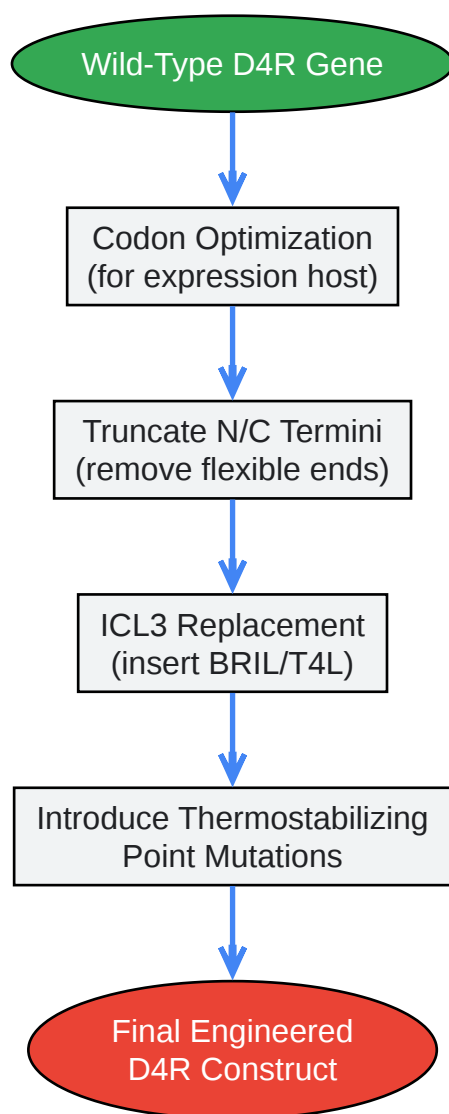 Wild-Type D4R Gene
Codon Optimization
(for expression host)
Truncate N/C Termini
(remove flexible ends)
ICL3 Replacement
(insert BRIL/T4L)
Introduce Thermostabilizing
Point Mutations
Final Engineered
D4R Construct